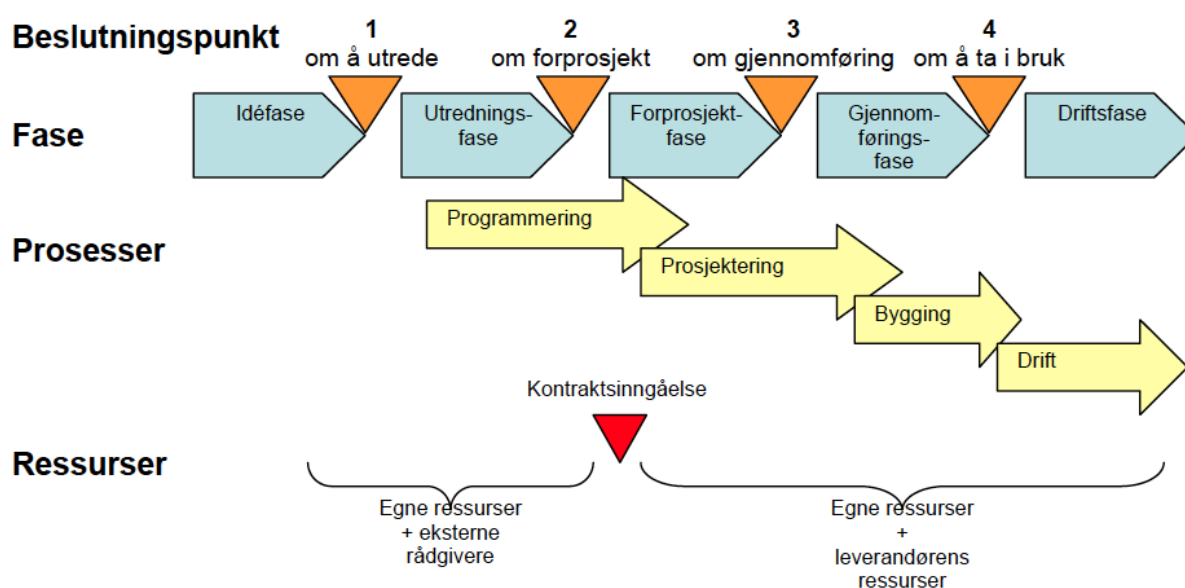 Beslutningspunkt
1
om å utrede
2
om forprosjekt
3
om gjennomføring
4
om å ta i bruk
Fase
Idéfase
Utrednings-
fase
Forprosjekt-
fase
Gjennom-
førings-
fase
Driftsfase
Prosesser
Programmering
Prosjektering
Bygging
Drift
Kontraktsinngåelse
Ressurser
Egne ressurser
+ eksterne
rådgivere
Egne ressurser
+
leverandørens
ressurser